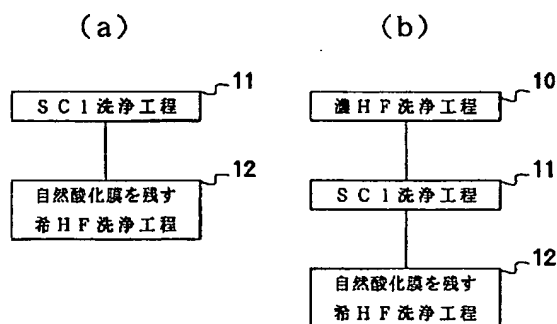 (a)
11
SC1洗浄工程
12
自然酸化膜を残す
希HF洗浄工程
(b)
10
濃HF洗浄工程
11
SC1洗浄工程
12
自然酸化膜を残す
希HF洗浄工程